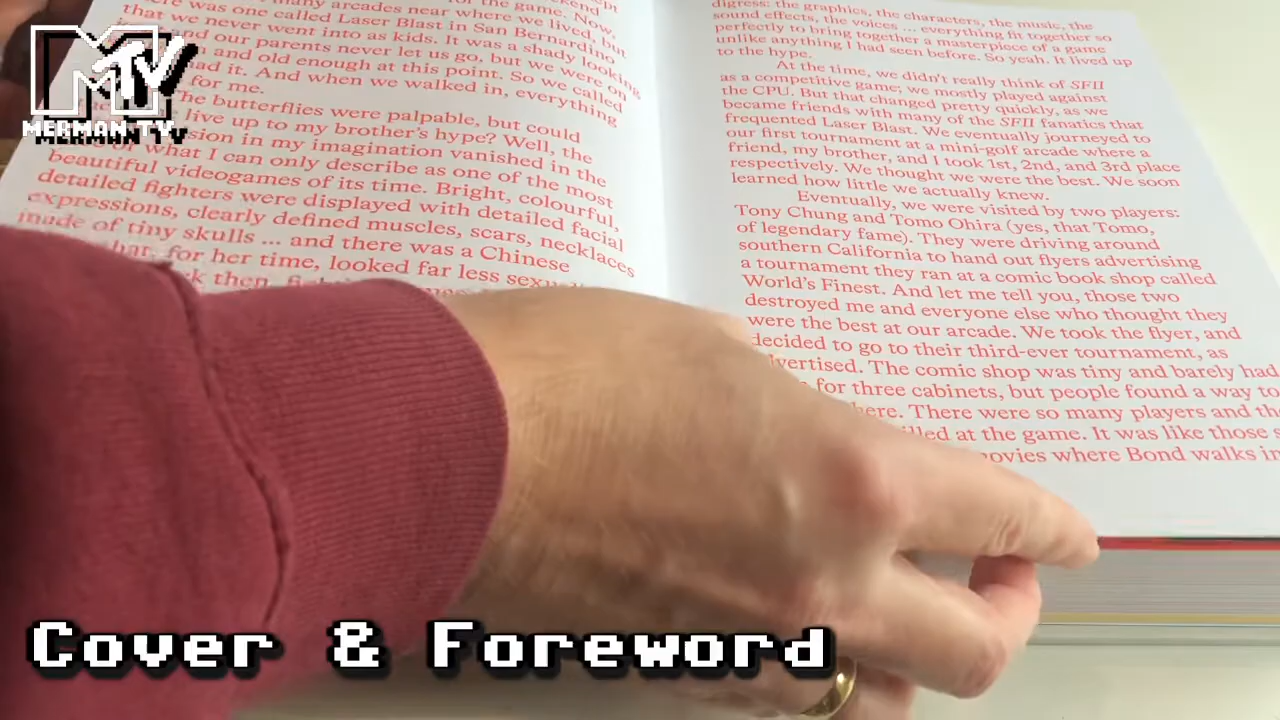 MTV
MERMAN TV
for the game. Now,
many arcades near where we lived, but
there was one called Laser Blast in San Bernardino
that we never went into as kids. It was a shady looking
and our parents never let us go, but we were on
and old enough at this point. So we called
had it. And when we walked in, everything
for me.
The butterflies were palpable, but could
live up to my brother's hype? Well, the
in my imagination vanished in the
of what I can only describe as one of the most
beautiful videogames of its time. Bright, colourful,
detailed fighters were displayed with detailed facial
expressions, clearly defined muscles, scars, necklaces
made of tiny skulls ... and there was a Chinese
that, for her time, looked far less
then,
digress: the graphics, the characters, the music, the
sound effects, the voices ... everything fit together so
perfectly to bring together a masterpiece of a game
unlike anything I had seen before. So yeah. It lived up
to the hype.
At the time, we didn't really think of SFII
as a competitive game; we mostly played against
the CPU. But that changed pretty quickly, as we
became friends with many of the SFII fanatics that
frequented Laser Blast. We eventually journeyed to
our first tournament at a mini-golf arcade where a
friend, my brother, and I took 1st, 2nd, and 3rd place
respectively. We thought we were the best. We soon
learned how little we actually knew.
Eventually, we were visited by two players:
Tony Chung and Tomo Ohira (yes, that Tomo,
of legendary fame). They were driving around
southern California to hand out flyers advertising
a tournament they ran at a comic book shop called
World's Finest. And let me tell you, those two
destroyed me and everyone else who thought they
were the best at our arcade. We took the flyer, and
decided to go to their third-ever tournament, as
advertised. The comic shop was tiny and barely had
for three cabinets, but people found a way to
here. There were so many players and
at the game. It was like those
movies where Bond walks in
Cover & Foreword